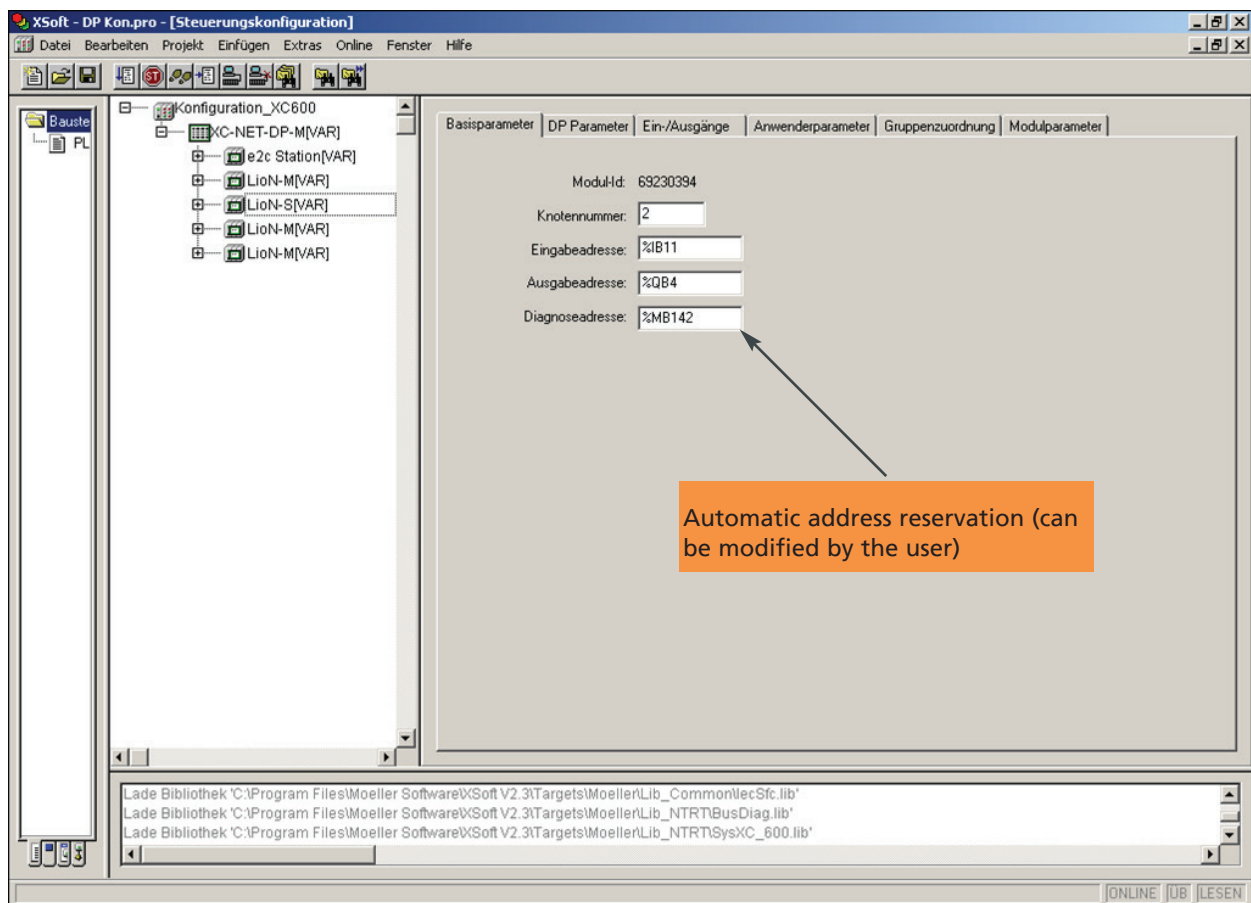 XSoft - DP Kon.pro - [Steuerungskonfiguration]
Datei Bearbeiten Projekt Einfügen Extras Online Fenster Hilfe
Bauste
PL
Konfiguration_XC600
XC-NET-DP-M[VAR]
e2c Station[VAR]
LioN-M[VAR]
LioN-S[VAR]
LioN-M[VAR]
LioN-M[VAR]
Basisparameter DP Parameter Ein-/Ausgänge Anwenderparameter Gruppenzuordnung Modulparameter
Modul-Id: 69230394
Knotennummer: 2
Eingabeadresse: %IB11
Ausgabeadresse: %QB4
Diagnoseadresse: %MB142
Automatic address reservation (can
be modified by the user)
Lade Bibliothek 'C:\Program Files\Moeller Software\XSoft V2.3\Targets\Moeller\Lib_Common\IecSfc.lib'
Lade Bibliothek 'C:\Program Files\Moeller Software\XSoft V2.3\Targets\Moeller\Lib_NTRT\BusDiag.lib'
Lade Bibliothek 'C:\Program Files\Moeller Software\XSoft V2.3\Targets\Moeller\Lib_NTRT\SysXC_600.lib'
ONLINE ÜB LESEN